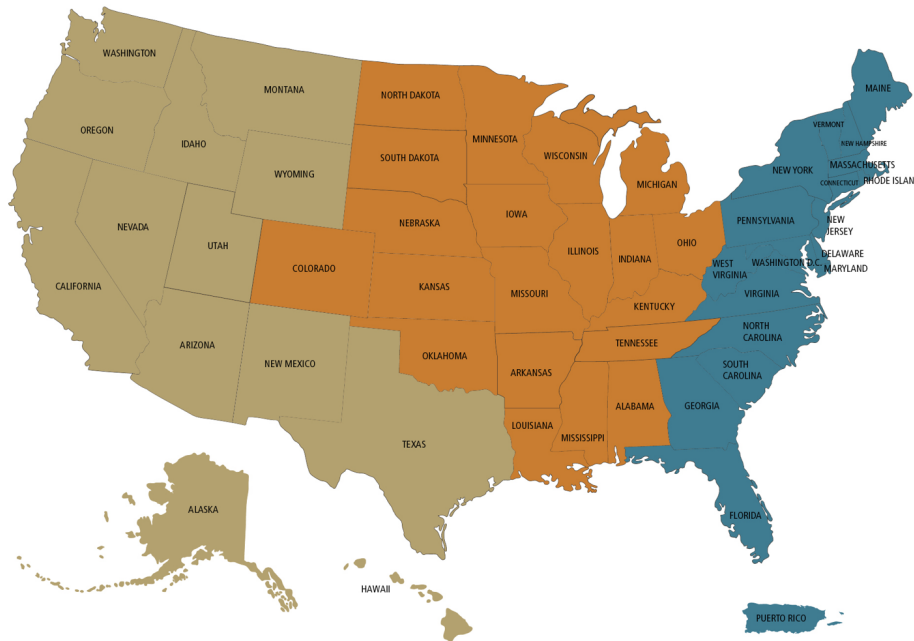 WASHINGTON
MONTANA
NORTH DAKOTA
MAINE
OREGON
IDAHO
MINNESOTA
VERMONT
NEW HAMPSHIRE
SOUTH DAKOTA
WISCONSIN
MASSACHUSETTS
WYOMING
MICHIGAN
NEW YORK
CONNECTICUT
RHODE ISLAN
NEVADA
UTAH
NEBRASKA
IOWA
PENNSYLVANIA
NEW
JERSEY
COLORADO
ILLINOIS
INDIANA
OHIO
DELAWARE
WEST
VIRGINIA
WASHINGTON D.C.
MARYLAND
CALIFORNIA
KANSAS
MISSOURI
KENTUCKY
VIRGINIA
ARIZONA
NEW MEXICO
OKLAHOMA
TENNESSEE
NORTH
CAROLINA
ARKANSAS
SOUTH
CAROLINA
TEXAS
LOUISIANA
MISSISSIPPI
ALABAMA
GEORGIA
ALASKA
FLORIDA
HAWAII
PUERTO RICO